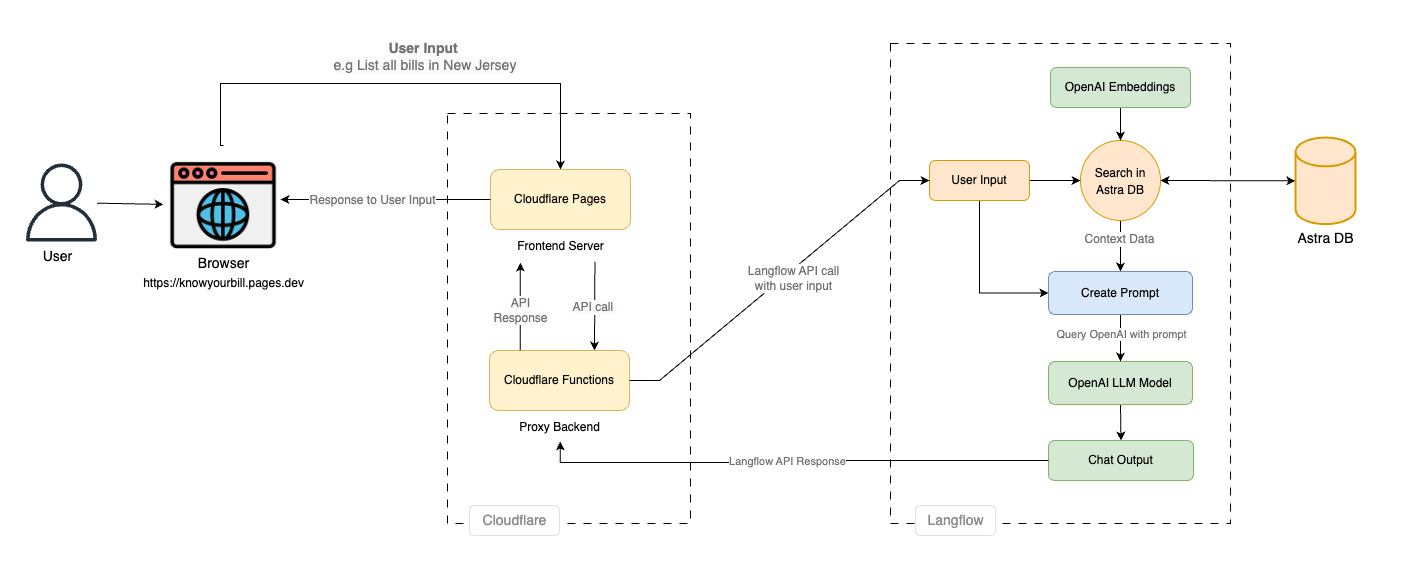 User Input
e.g List all bills in New Jersey
User
Browser
https://knowyourbill.pages.dev
Response to User Input
Cloudflare Pages
Frontend Server
API
Response
API call
Cloudflare Functions
Proxy Backend
Cloudflare
Langflow API call
with user input
Langflow API Response
OpenAI Embeddings
User Input
Search in
Astra DB
Astra DB
Context Data
Create Prompt
Query OpenAI with prompt
OpenAI LLM Model
Chat Output
Langflow